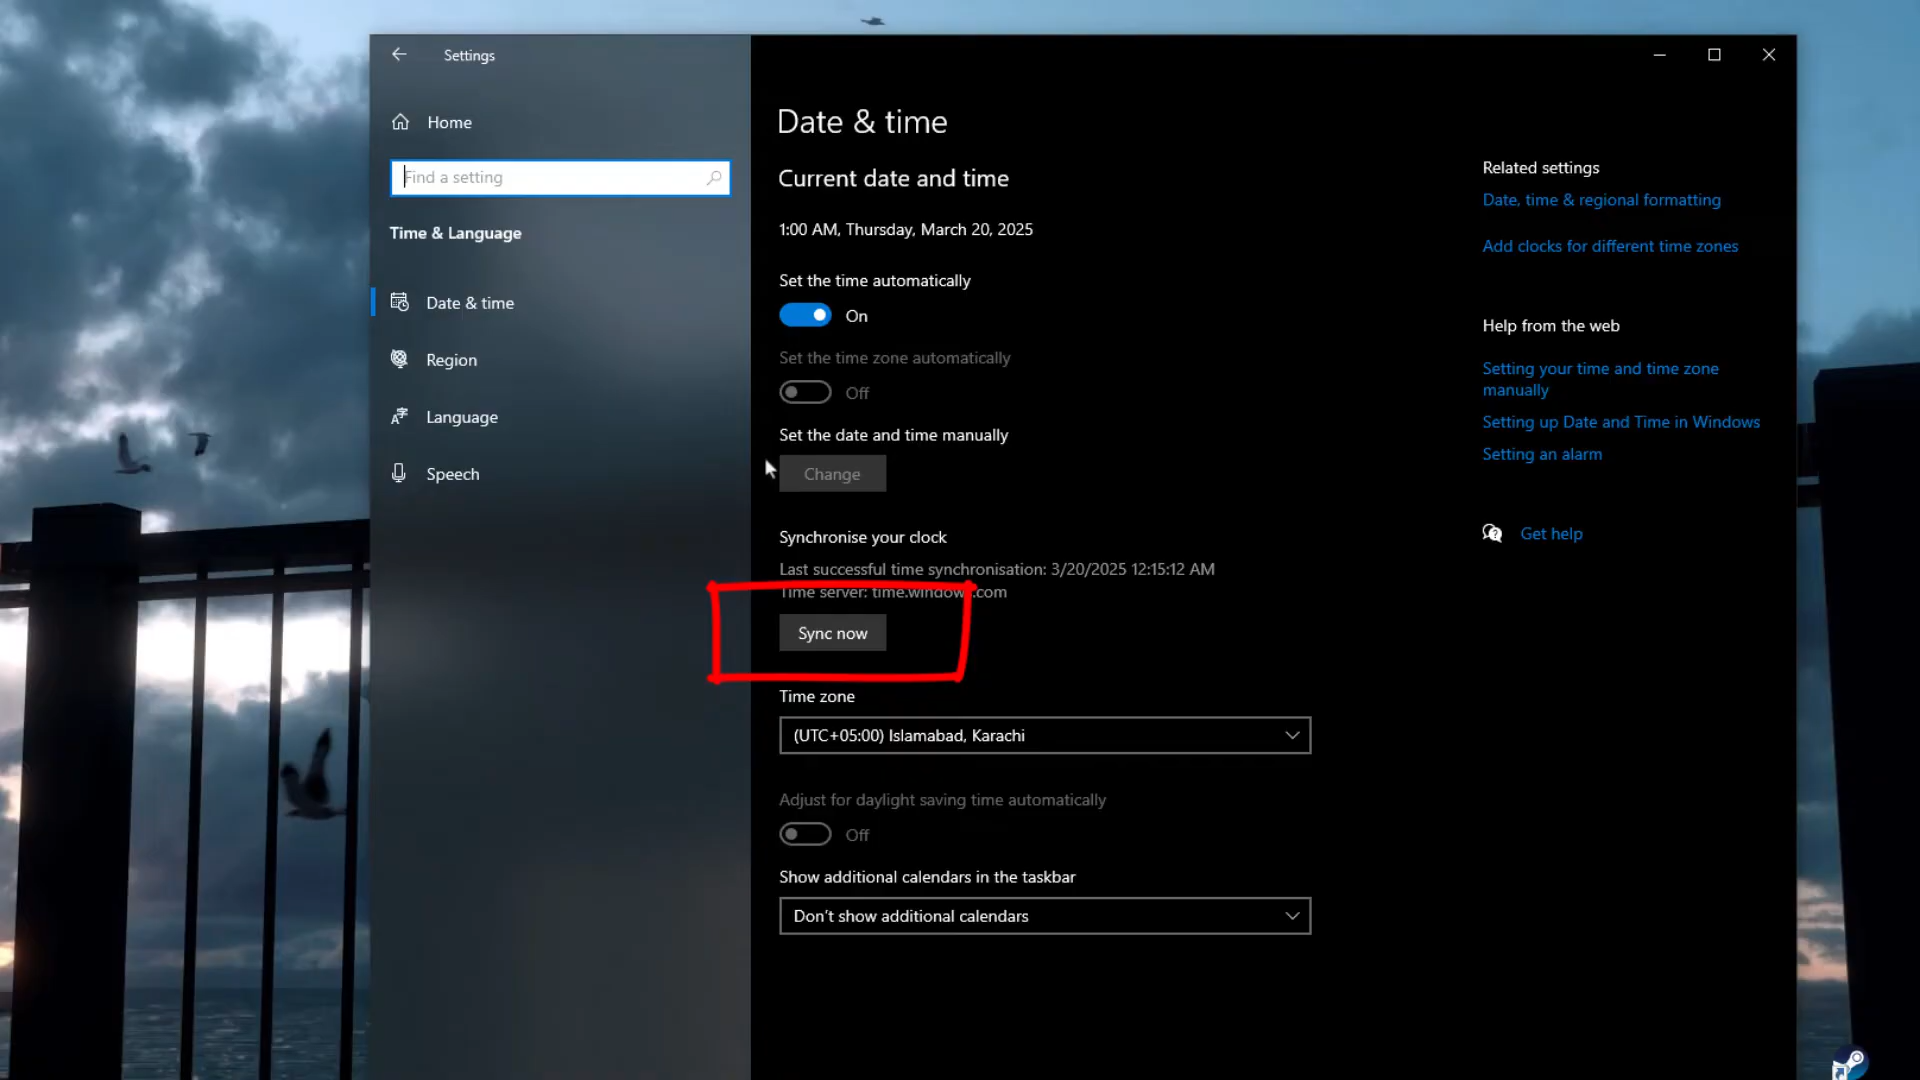 Settings
Home
Find a setting
Time & Language
Date & time
Region
Language
Speech
Date & time
Current date and time
1:00 AM, Thursday, March 20, 2025
Set the time automatically
On
Set the time zone automatically
Off
Set the date and time manually
Change
Synchronise your clock
Last successful time synchronisation: 3/20/2025 12:15:12 AM
Time server: time.windows.com
Sync now
Time zone
(UTC+05:00) Islamabad, Karachi
Adjust for daylight saving time automatically
Off
Show additional calendars in the taskbar
Don't show additional calendars
Related settings
Date, time & regional formatting
Add clocks for different time zones
Help from the web
Setting your time and time zone
manually
Setting up Date and Time in Windows
Setting an alarm
Get help